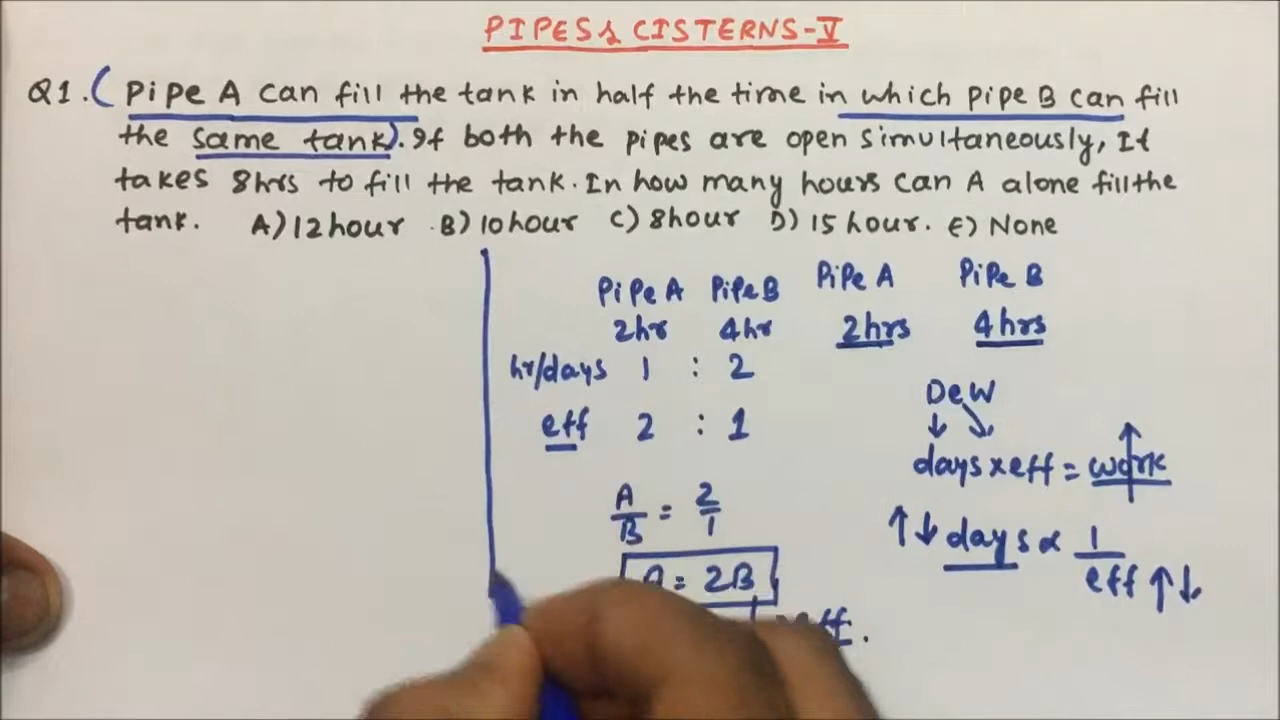 PIPES & CISTERNS-V
Q1. (Pipe A can fill the tank in half the time in which pipe B can fill
the same tank). If both the pipes are open simultaneously, It
takes 8hrs to fill the tank. In how many hours can A alone fill the
tank. A) 12 hour B) 10 hour C) 8 hour D) 15 hour. E) None
Pipe A Pipe B
2hr 4hr
hr/days 1 : 2
eff 2 : 1
A/B = 2/1
= 2B
eff.
Pipe A Pipe B
2hrs 4hrs
DeW
↓ ↘
days × eff = work ↑
↑↓ days ∝ 1/eff ↑↓